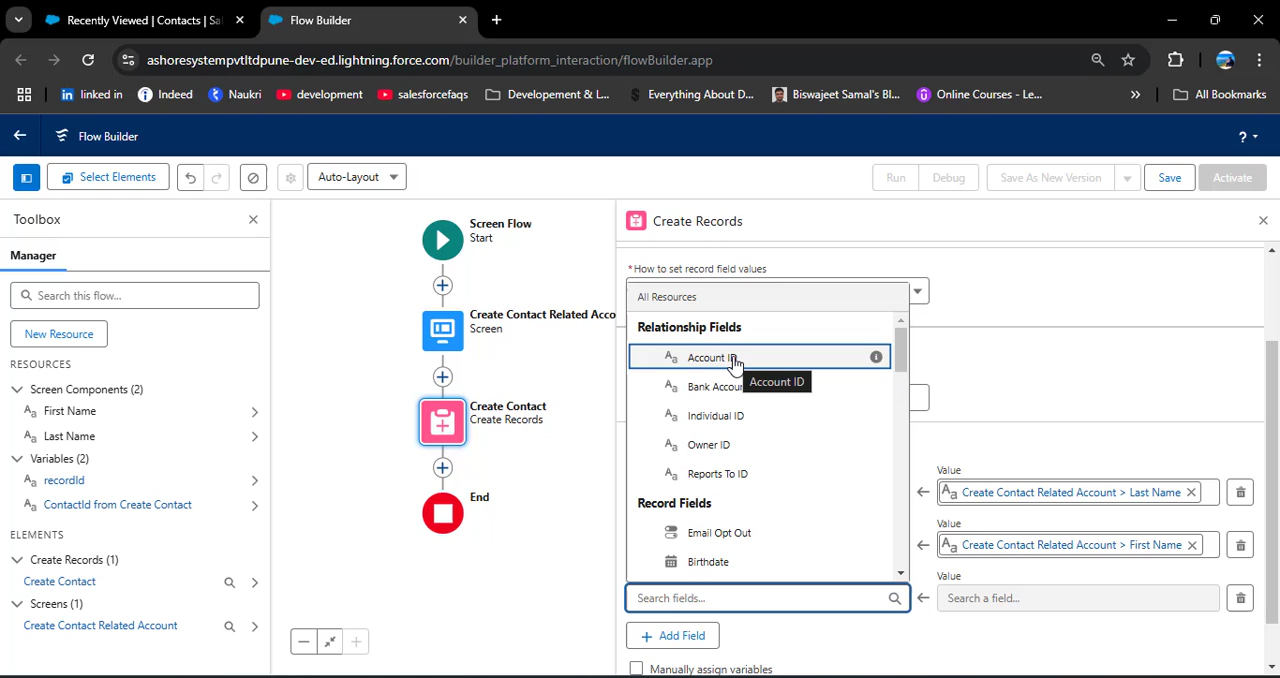 Recently Viewed | Contacts | Sa
Flow Builder
ashoresystempvtltdpune-dev-ed.lightning.force.com/builder_platform_interaction/flowBuilder.app
linked in
Indeed
Naukri
development
salesforcefaqs
Developement & L...
Everything About D...
Biswajeet Samal's Bl...
Online Courses - Le...
All Bookmarks
Flow Builder
?
Select Elements
Auto-Layout
Run
Debug
Save As New Version
Save
Activate
Toolbox
Manager
Search this flow...
New Resource
RESOURCES
Screen Components (2)
First Name
Last Name
Variables (2)
recordId
ContactId from Create Contact
ELEMENTS
Create Records (1)
Create Contact
Screens (1)
Create Contact Related Account
Screen Flow
Start
Create Contact Related Acco
Screen
Create Contact
Create Records
End
Create Records
*How to set record field values
All Resources
Relationship Fields
Account ID
Account ID
Bank Accou
Individual ID
Owner ID
Reports To ID
Record Fields
Email Opt Out
Birthdate
Search fields...
Value
Create Contact Related Account > Last Name
Value
Create Contact Related Account > First Name
Value
Search a field...
Add Field
Manually assign variables